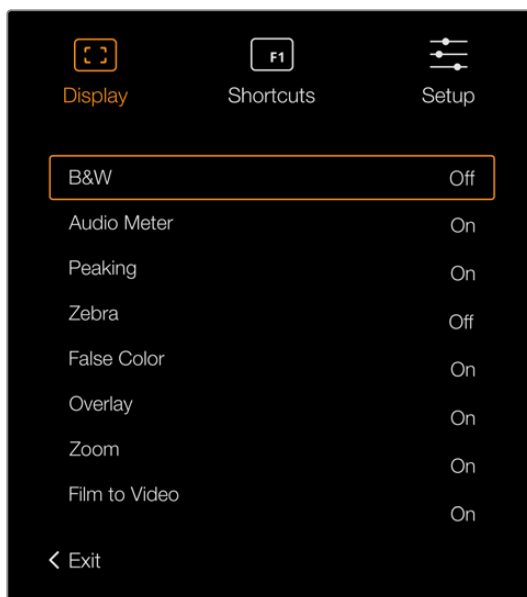 F1
Display Shortcuts Setup
B&W Off
Audio Meter On
Peaking On
Zebra Off
False Color On
Overlay On
Zoom On
Film to Video On
Exit